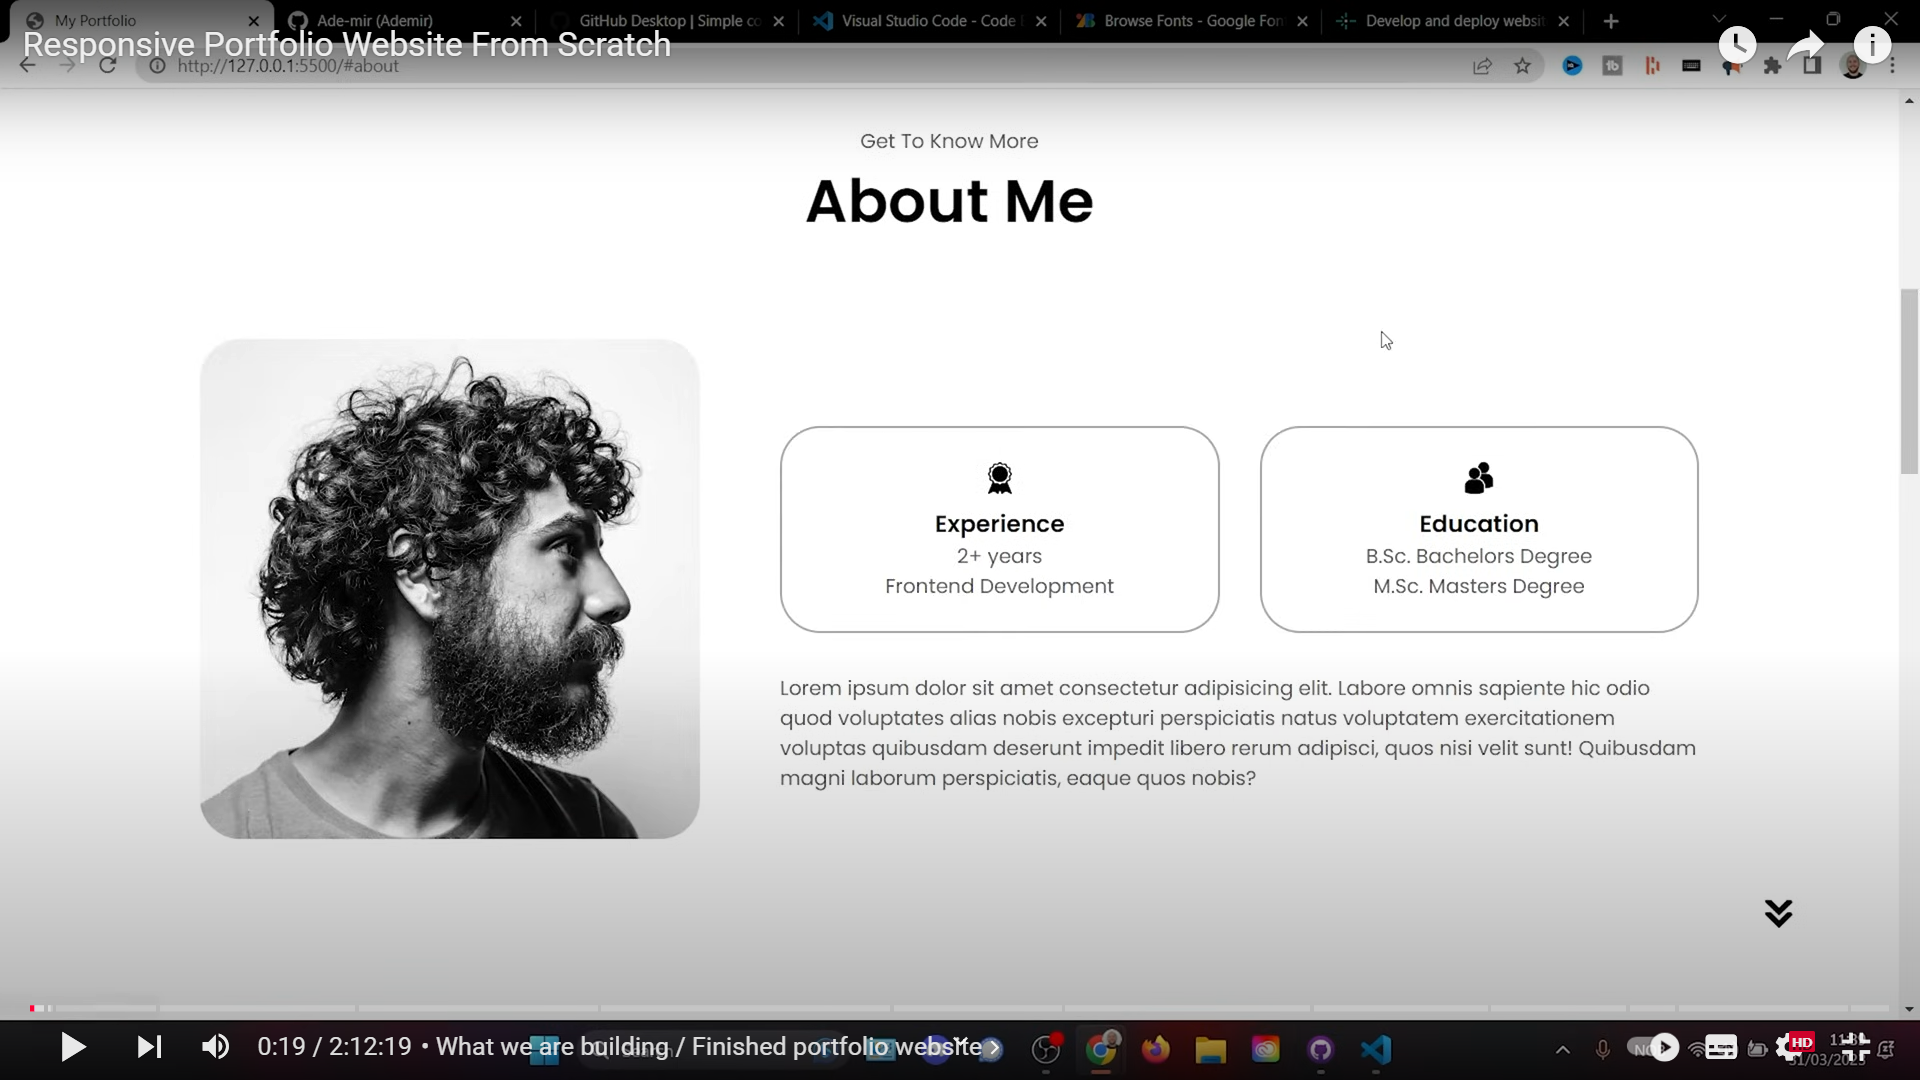 My Portfolio
Ade-mir (Ademir)
GitHub Desktop | Simple co
Visual Studio Code - Code
Browse Fonts - Google Fon
Develop and deploy websit
Responsive Portfolio Website From Scratch
http://127.0.0.1:5500/#about
Get To Know More
About Me
Experience
2+ years
Frontend Development
Education
B.Sc. Bachelors Degree
M.Sc. Masters Degree
Lorem ipsum dolor sit amet consectetur adipisicing elit. Labore omnis sapiente hic odio
quod voluptates alias nobis excepturi perspiciatis natus voluptatem exercitationem
voluptas quibusdam deserunt impedit libero rerum adipisci, quos nisi velit sunt! Quibusdam
magni laborum perspiciatis, eaque quos nobis?
0:19 / 2:12:19 • What we are building / Finished portfolio website
HD